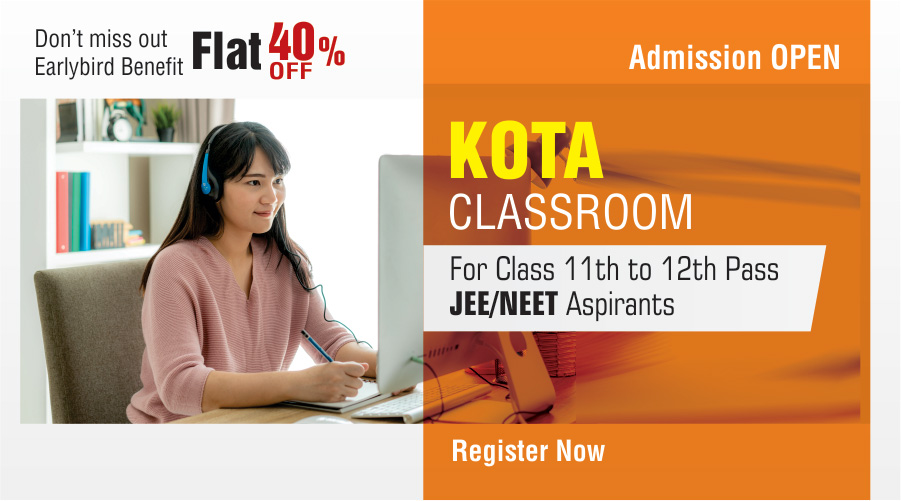 Don't miss out
Earlybird Benefit
Flat 40%
OFF
Admission OPEN
KOTA
CLASSROOM
For Class 11th to 12th Pass
JEE/NEET Aspirants
Register Now